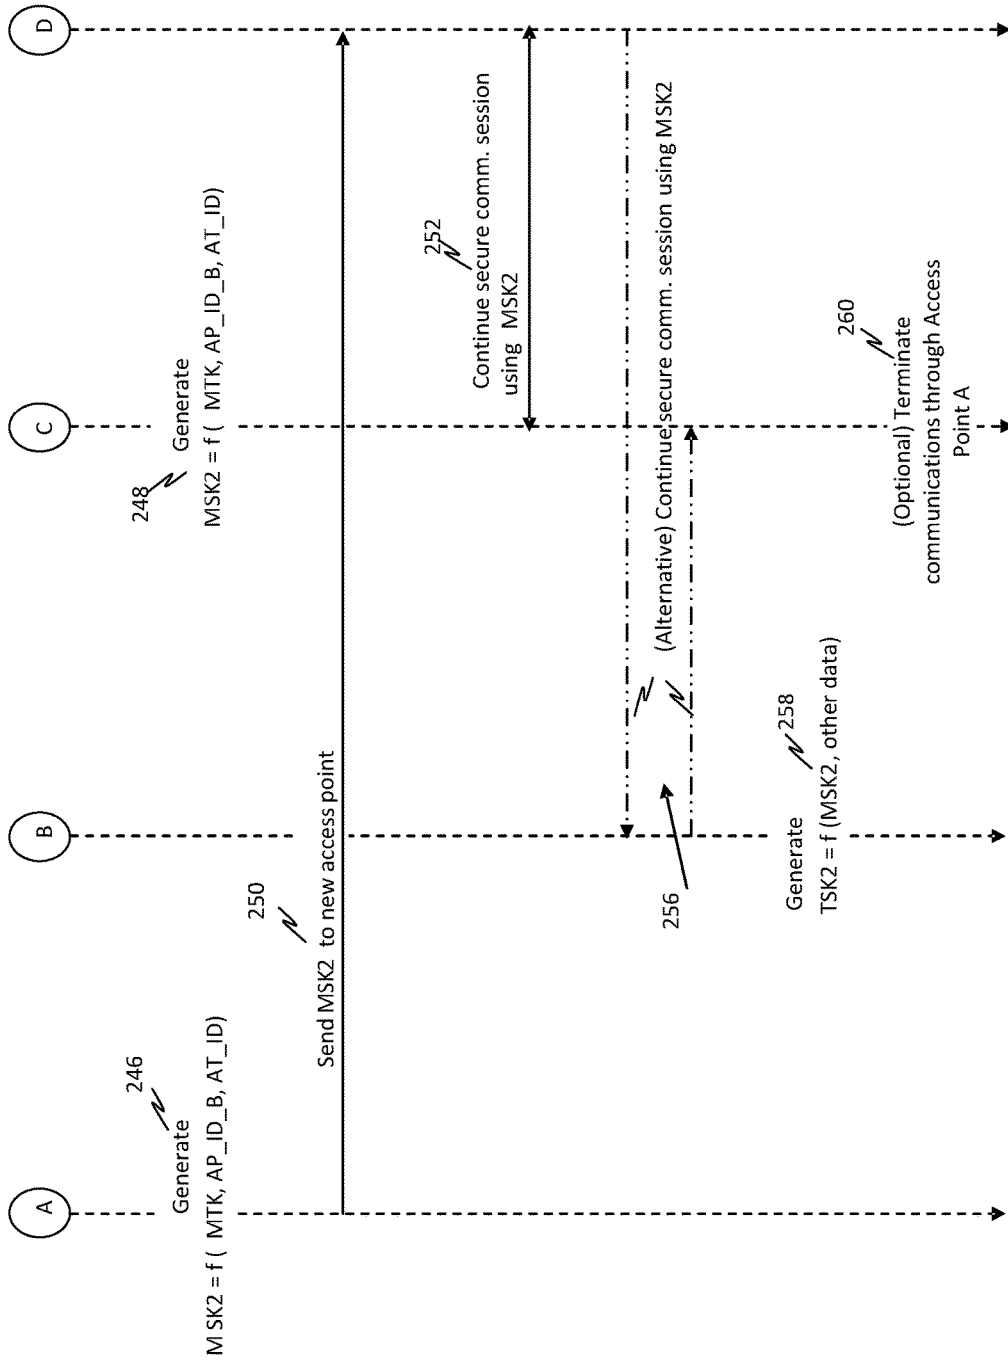 A
B
C
D
246
Generate
M SK2 = f ( MTK, AP_ID_B, AT_ID)
248
Generate
MSK2 = f ( MTK, AP_ID_B, AT_ID)
250
Send MSK2 to new access point
252
Continue secure comm. session
using MSK2
(Alternative) Continue secure comm. session using MSK2
256
258
Generate
TSK2 = f (MSK2, other data)
260
(Optional) Terminate
communications through Access
Point A